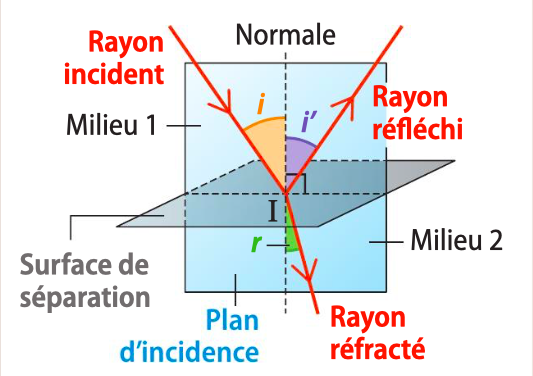 Normale
Rayon
incident
i
i'
Rayon
réfléchi
Milieu 1
I
r
Milieu 2
Surface de
séparation
Plan
d'incidence
Rayon
réfracté